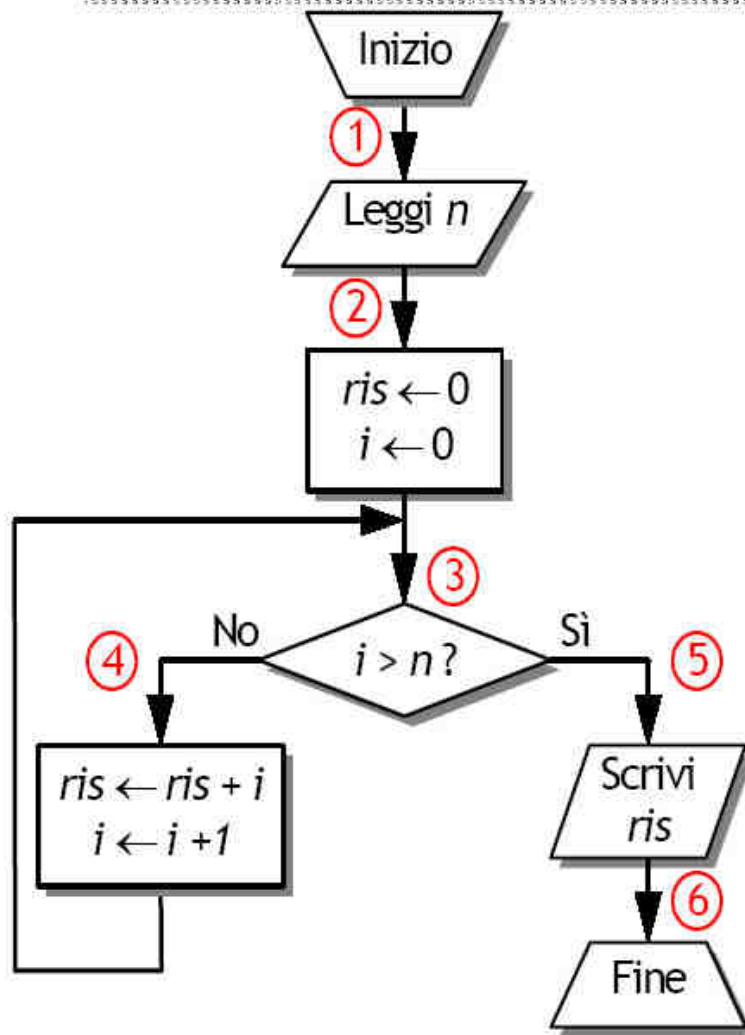 Inizio
1
Leggi n
2
ris ← 0
i ← 0
3
No
i > n ?
Sì
4
5
ris ← ris + i
i ← i +1
Scrivi
ris
6
Fine